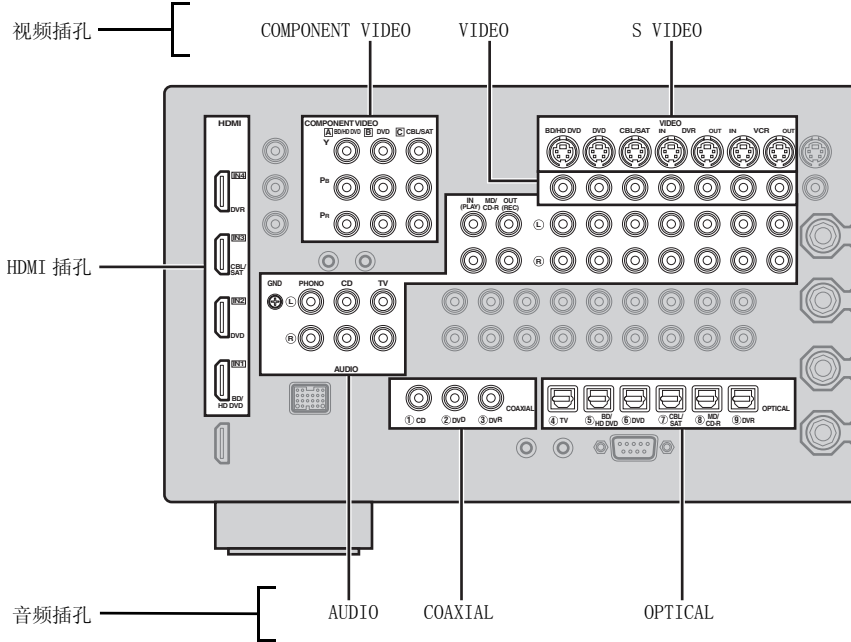 视频插孔
COMPONENT VIDEO
VIDEO
S VIDEO
HDMI
COMPONENT VIDEO
A BD/HD DVD B DVD C CBL/SAT
Y
PB
PR
VIDEO
BD/HD DVD DVD CBL/SAT IN DVR OUT IN VCR OUT
IN (PLAY) MD/CD-R OUT (REC)
L
R
IN4
DVR
IN3
CBL/
SAT
IN2
DVD
IN1
BD/
HD DVD
HDMI 插孔
GND PHONO CD TV
L
R
AUDIO
① CD ② DVD ③ DVR COAXIAL
④ TV ⑤ BD/HD DVD ⑥ DVD ⑦ CBL/SAT ⑧ MD/CD-R ⑨ DVR OPTICAL
音频插孔
AUDIO
COAXIAL
OPTICAL